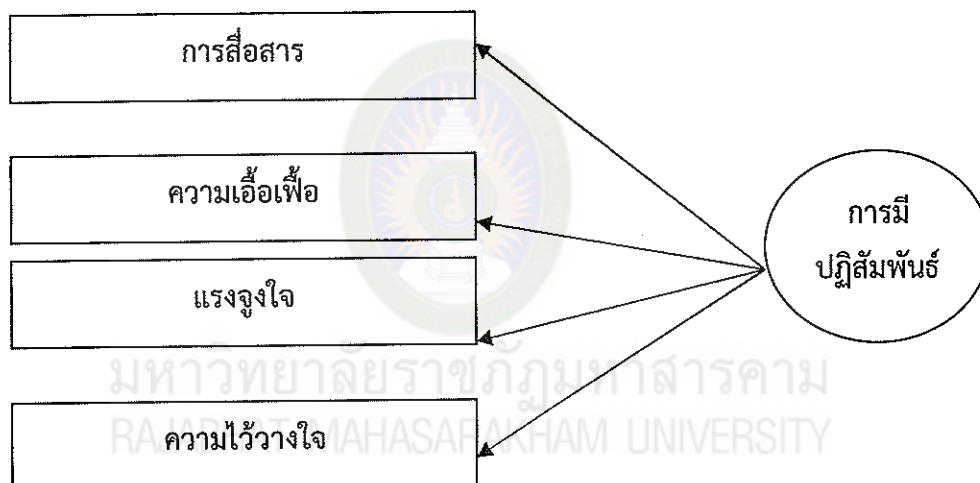 การสื่อสาร
ความเอื้อเฟื้อ
การมี
ปฏิสัมพันธ์
แรงจูงใจ
มหาวิทยาลัยราชภัฏมหาสารคาม
ความไว้วางใจ
RAJABHAT MAHASARAKHAM UNIVERSITY